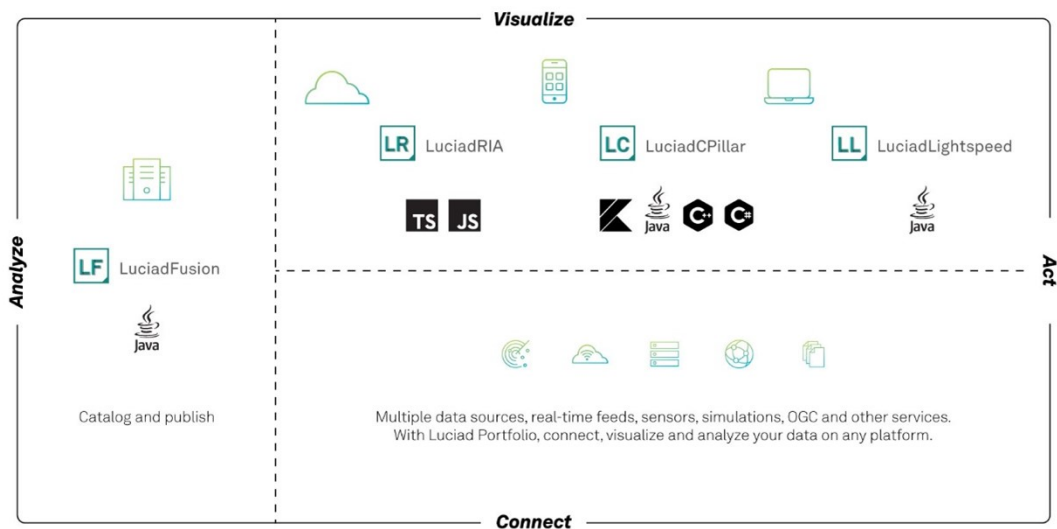 Visualize
LR LuciadRIA
LC LuciadCPillar
LL LuciadLightspeed
TS JS
Java C++ C#
Java
Analyze
LF LuciadFusion
Java
Catalog and publish
Act
Multiple data sources, real-time feeds, sensors, simulations, OGC and other services.
With Luciad Portfolio, connect, visualize and analyze your data on any platform.
Connect